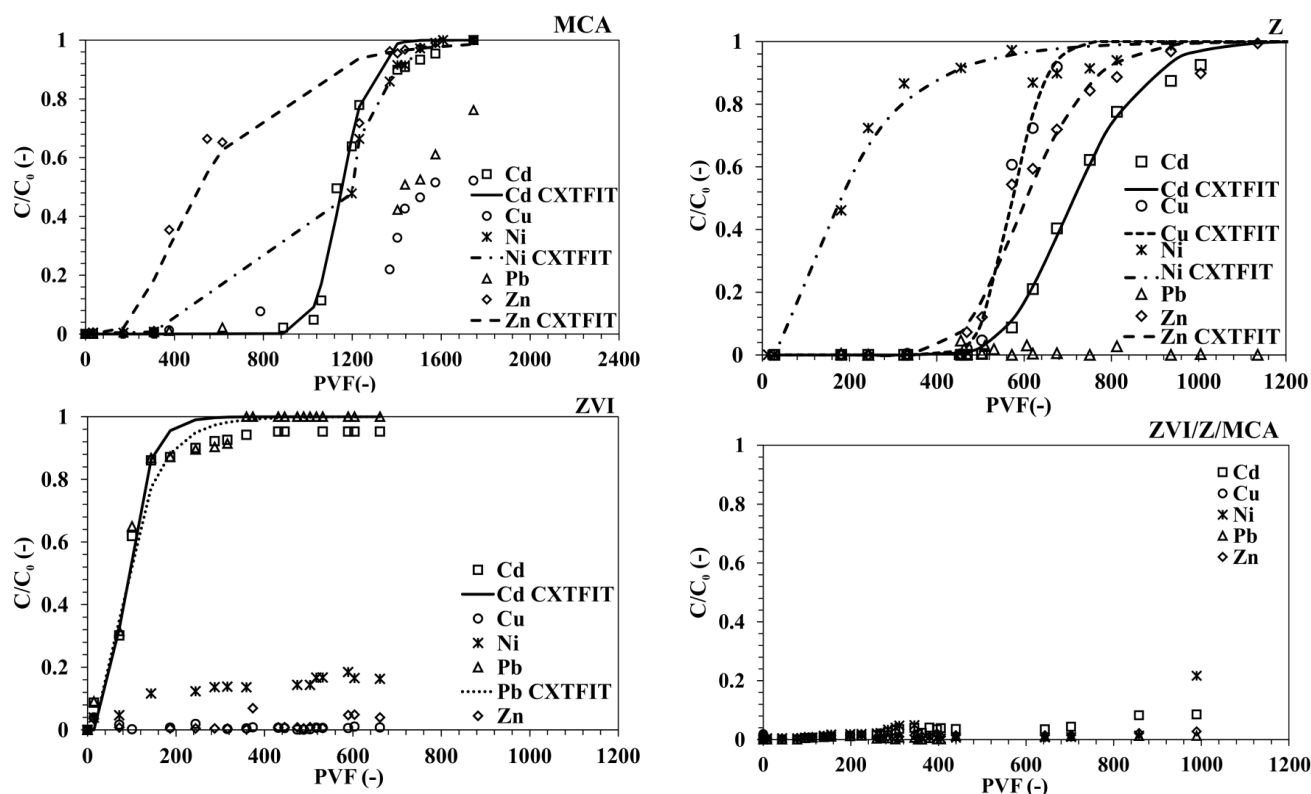 MCA
1
0.8
0.6
0.4
0.2
0
C/C₀ (-)
Cd
Cd CXTFIT
Cu
Ni
Ni CXTFIT
Pb
Zn
Zn CXTFIT
0 400 800 1200 1600 2000 2400
PVF(-)
Z
1
0.8
0.6
0.4
0.2
0
C/C₀ (-)
Cd
Cd CXTFIT
Cu
Cu CXTFIT
Ni
Ni CXTFIT
Pb
Zn
Zn CXTFIT
0 200 400 600 800 1000 1200
PVF(-)
ZVI
1
0.8
0.6
0.4
0.2
0
C/C₀ (-)
Cd
Cd CXTFIT
Cu
Ni
Pb
Pb CXTFIT
Zn
0 200 400 600 800 1000 1200
PVF (-)
ZVI/Z/MCA
1
0.8
0.6
0.4
0.2
0
C/C₀ (-)
Cd
Cu
Ni
Pb
Zn
0 200 400 600 800 1000 1200
PVF (-)